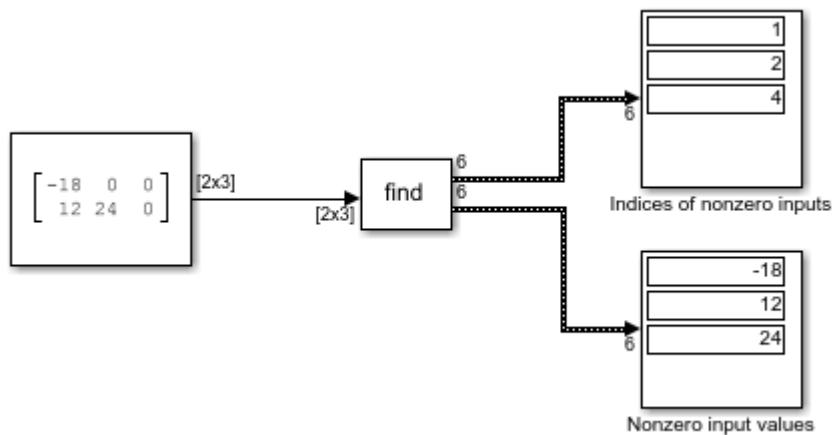 -18 0 0
12 24 0
[2x3]
[2x3]
find
6
6
6
1
2
4
Indices of nonzero inputs
6
-18
12
24
Nonzero input values